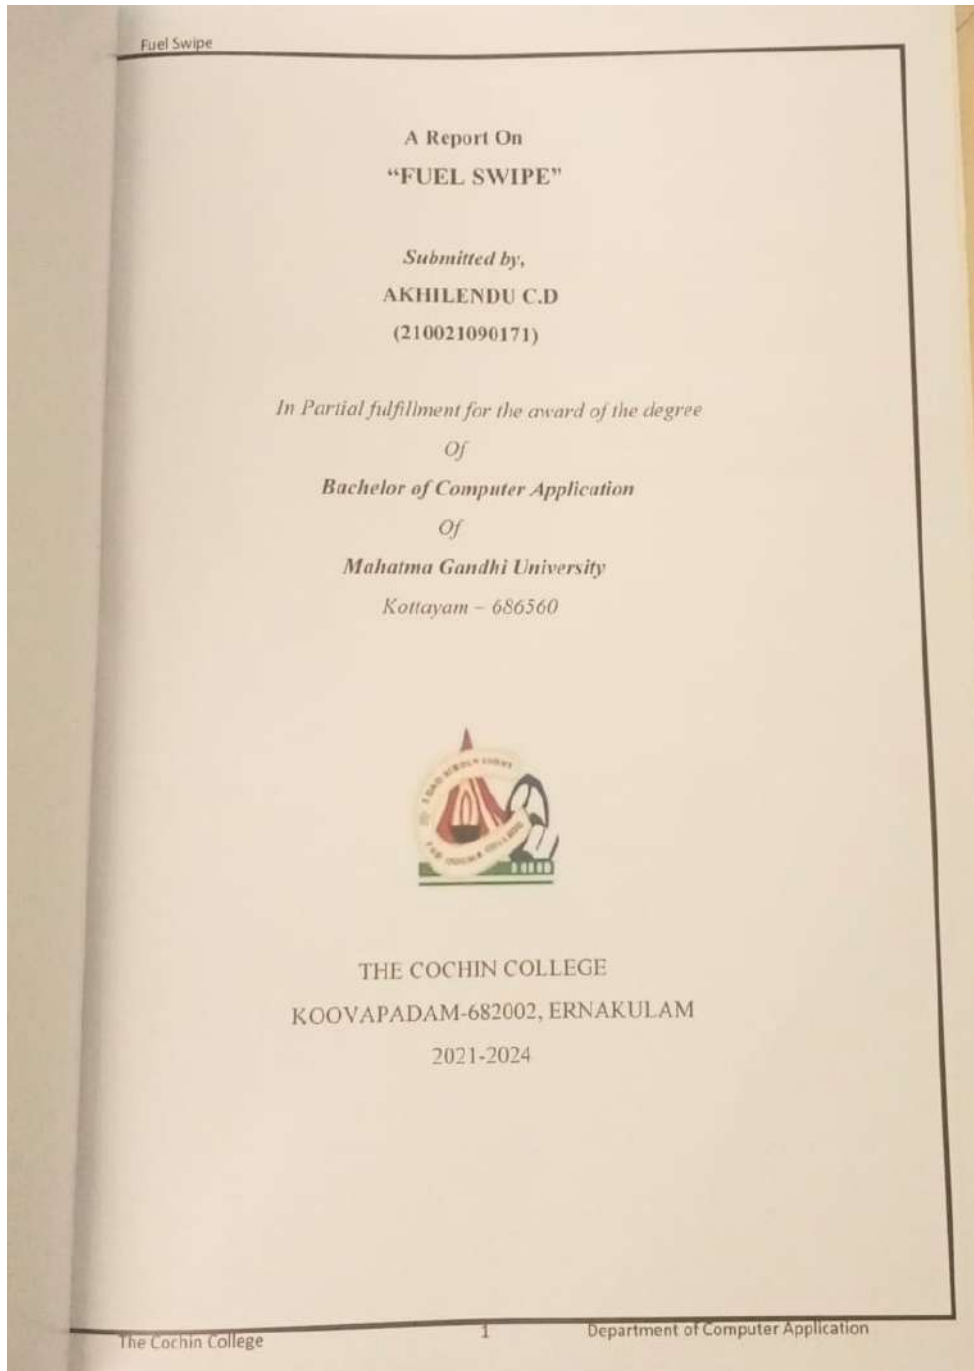 Fuel Swipe
A Report On
“FUEL SWIPE”
Submitted by,
AKHILENDU C.D
(210021090171)
In Partial fulfillment for the award of the degree
Of
Bachelor of Computer Application
Of
Mahatma Gandhi University
Kottayam – 686560
THE COCHIN COLLEGE
KOOVAPADAM-682002, ERNAKULAM
2021-2024
The Cochin College 1 Department of Computer Application